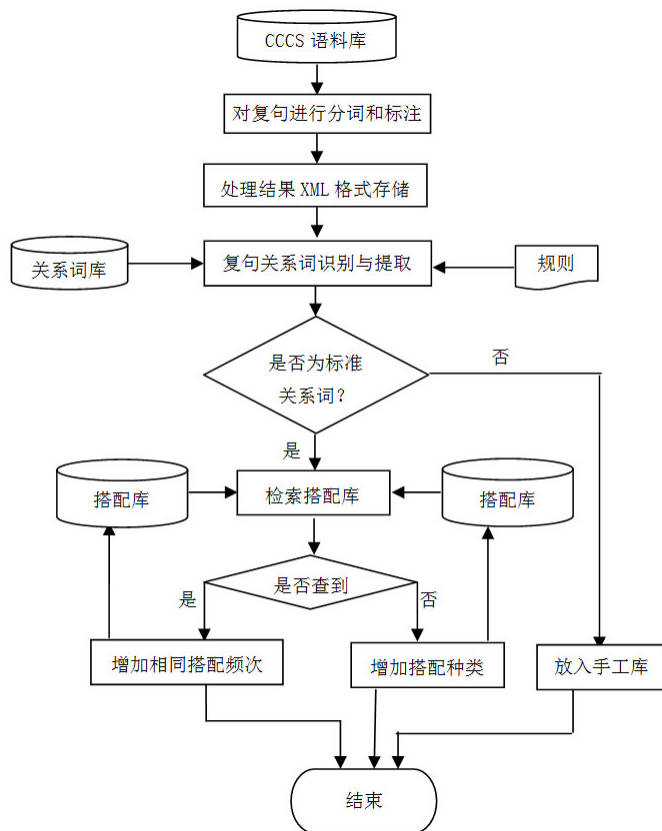 CCCS 语料库
对复句进行分词和标注
处理结果 XML 格式存储
关系词库
复句关系词识别与提取
规则
是否为标准
关系词？
否
是
搭配库
检索搭配库
搭配库
是否查到
是
否
增加相同搭配频次
增加搭配种类
放入手工库
结束